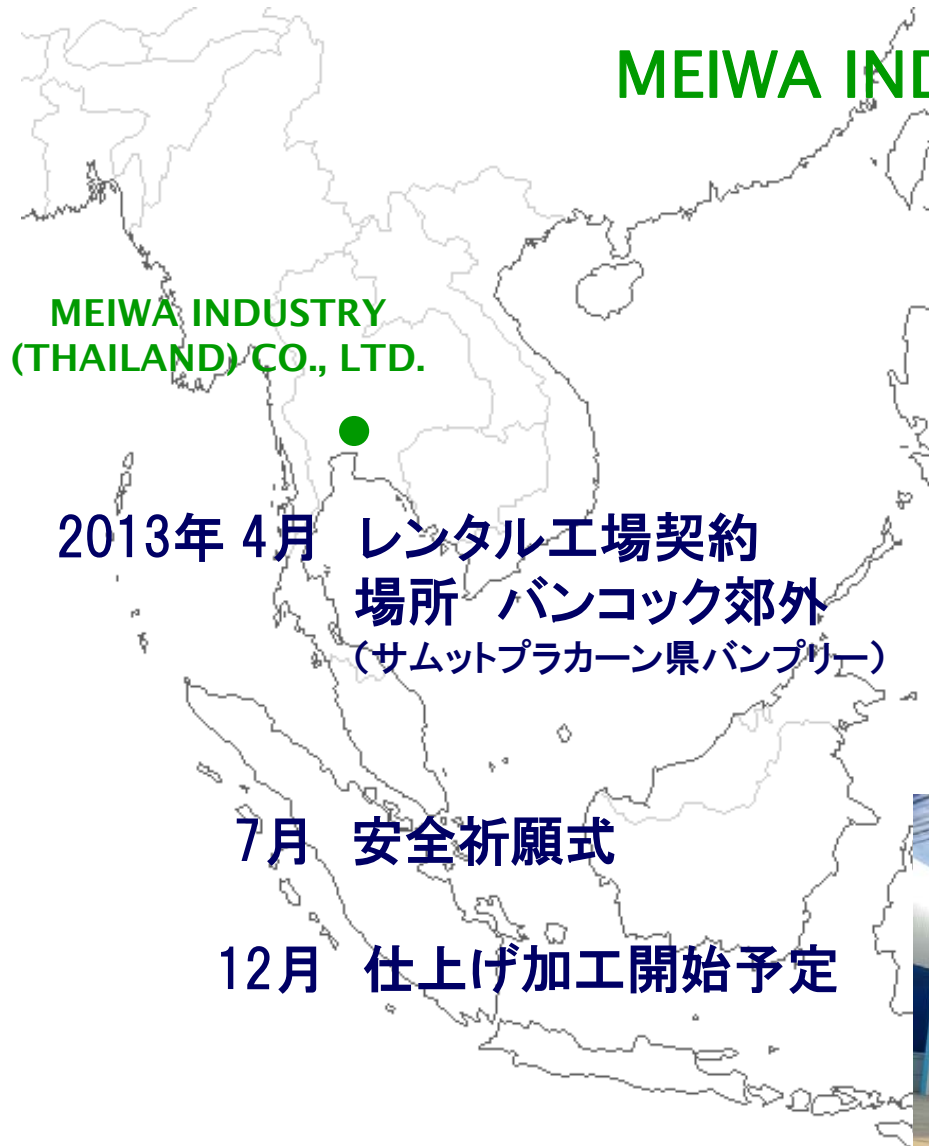 MEIWA IND
MEIWA INDUSTRY
(THAILAND) CO., LTD.
2013年 4月 レンタル工場契約
場所 バンコック郊外
（サムットプラカーン県バンプリー）
7月 安全祈願式
12月 仕上げ加工開始予定